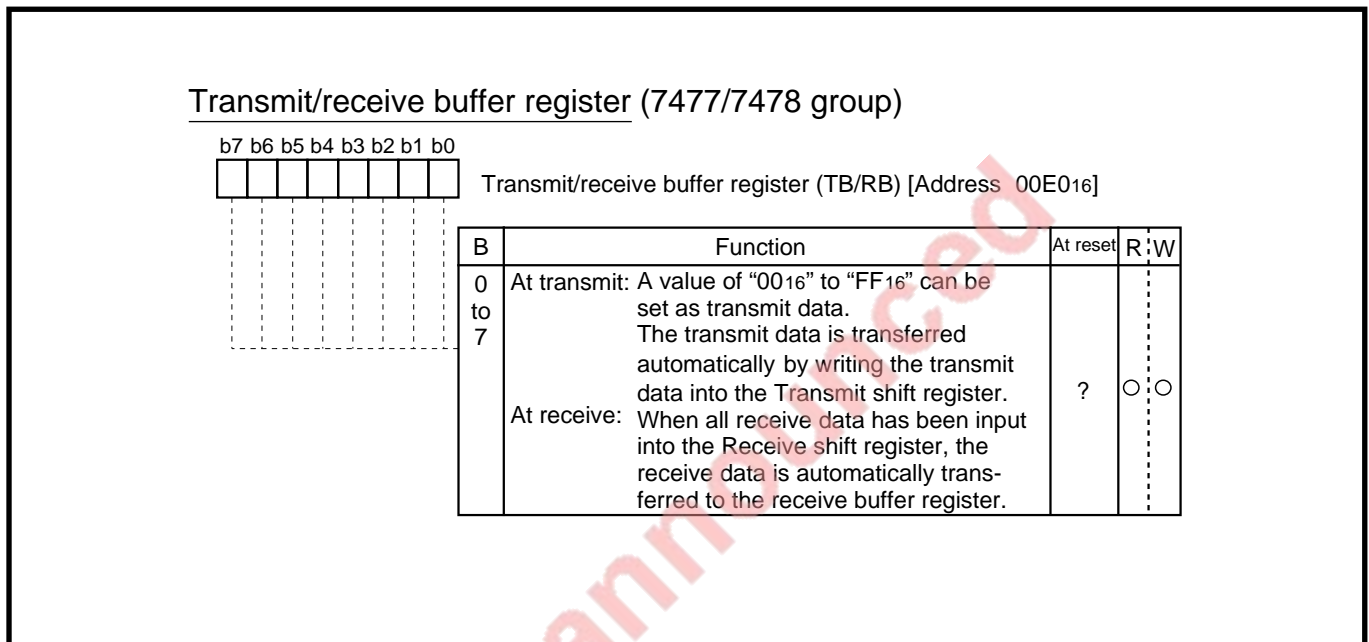 Transmit/receive buffer register (7477/7478 group)
b7 b6 b5 b4 b3 b2 b1 b0
Transmit/receive buffer register (TB/RB) [Address 00E016]
B Function At reset R W
0 At transmit: A value of “0016” to “FF16” can be
to set as transmit data.
7 The transmit data is transferred
automatically by writing the transmit
data into the Transmit shift register.
? ○ ○
At receive: When all receive data has been input
into the Receive shift register, the
receive data is automatically trans-
ferred to the receive buffer register.
announced